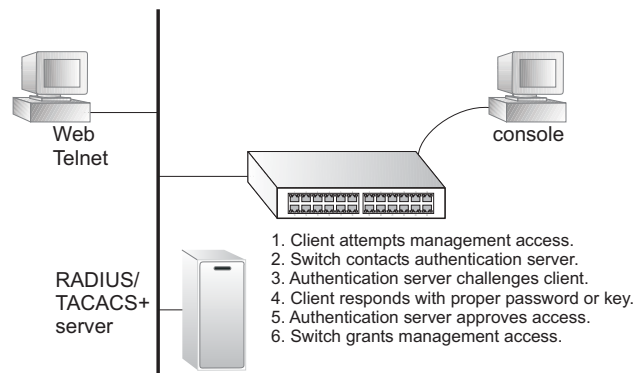 Web
Telnet
console
RADIUS/
TACACS+
server
1. Client attempts management access.
2. Switch contacts authentication server.
3. Authentication server challenges client.
4. Client responds with proper password or key.
5. Authentication server approves access.
6. Switch grants management access.